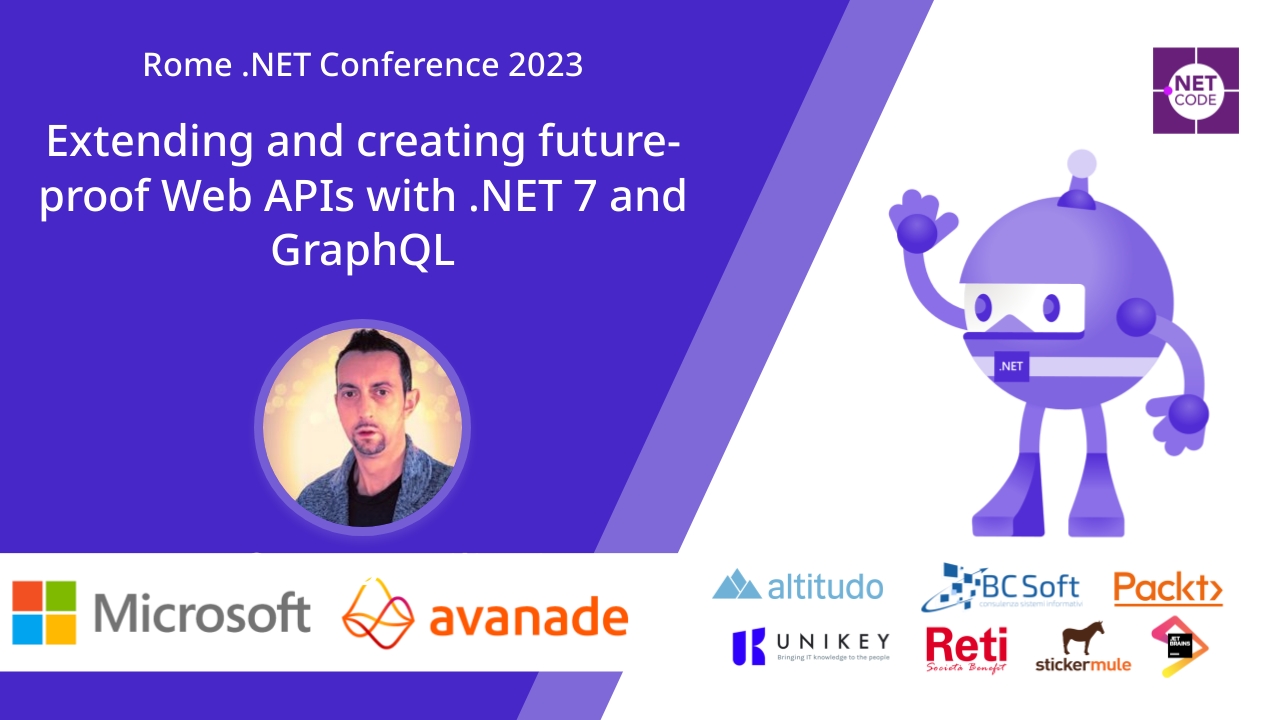 Rome .NET Conference 2023
Extending and creating future-
proof Web APIs with .NET 7 and
GraphQL
.NET
CODE
.NET
Microsoft
avanade
altitudo
BC Soft
consulenza sistemi informativi
Packt>
UNIKEY
Bringing IT knowledge to the people
Reti
Società Benefit
stickermule
JET
BRAINS